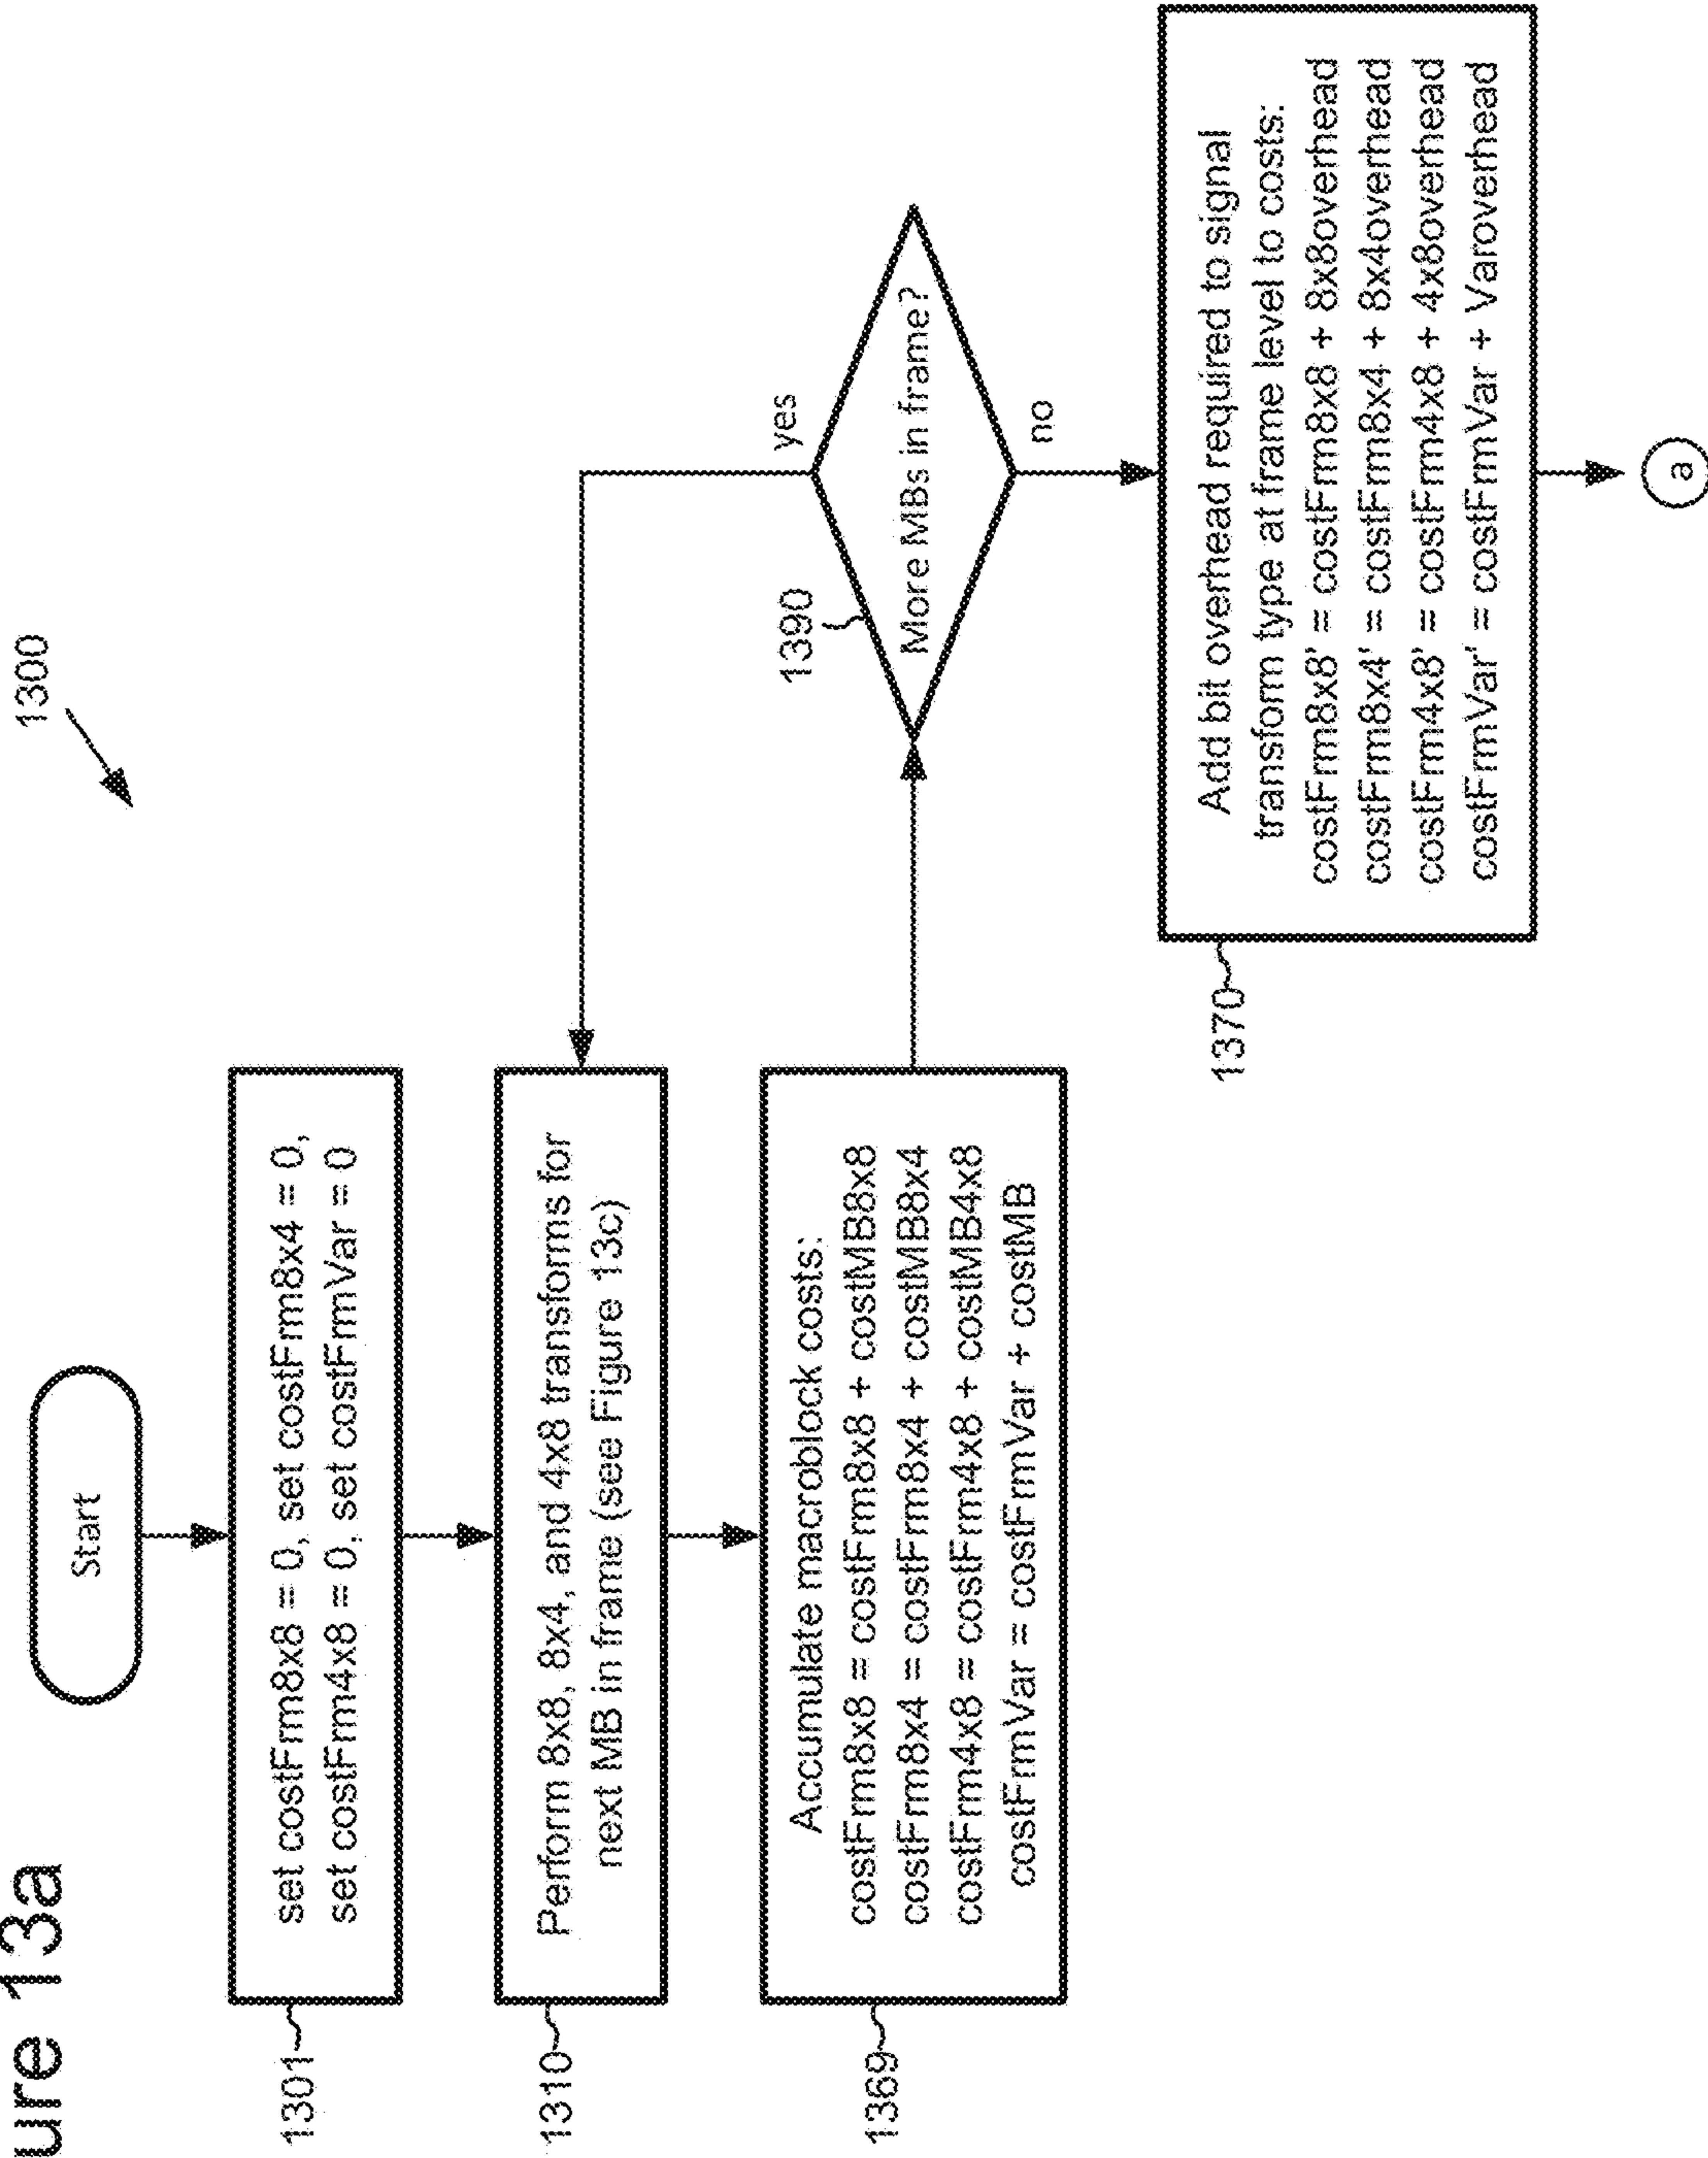 ure 13a
1300
Start
1301
set costFrm8x8 = 0, set costFrm8x4 = 0,
set costFrm4x8 = 0, set costFrmVar = 0
1310
Perform 8x8, 8x4, and 4x8 transforms for
next MB in frame (see Figure 13c)
1369
Accumulate macroblock costs:
costFrm8x8 = costFrm8x8 + costMB8x8
costFrm8x4 = costFrm8x4 + costMB8x4
costFrm4x8 = costFrm4x8 + costMB4x8
costFrmVar = costFrmVar + costMB
1390
More MBs in frame?
yes
no
1370
Add bit overhead required to signal
transform type at frame level to costs:
costFrm8x8' = costFrm8x8 + 8x8overhead
costFrm8x4' = costFrm8x4 + 8x4overhead
costFrm4x8' = costFrm4x8 + 4x8overhead
costFrmVar' = costFrmVar + Varoverhead
a